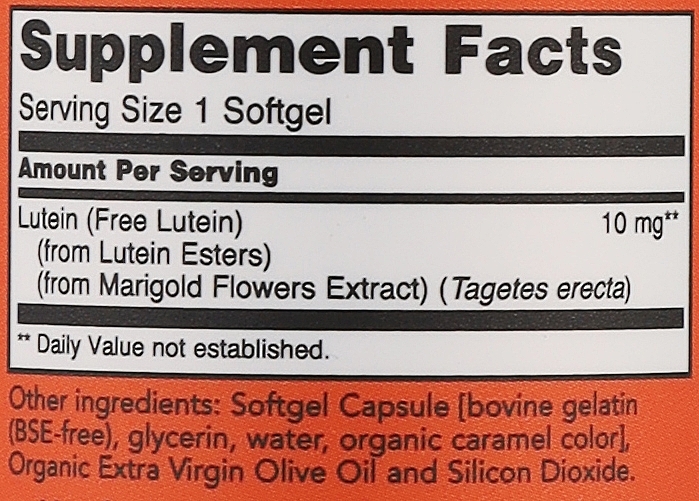 Supplement Facts
Serving Size 1 Softgel
Amount Per Serving
Lutein (Free Lutein) 10 mg**
(from Lutein Esters)
(from Marigold Flowers Extract) (Tagetes erecta)
** Daily Value not established.
Other ingredients: Softgel Capsule [bovine gelatin
(BSE-free), glycerin, water, organic caramel color],
Organic Extra Virgin Olive Oil and Silicon Dioxide.